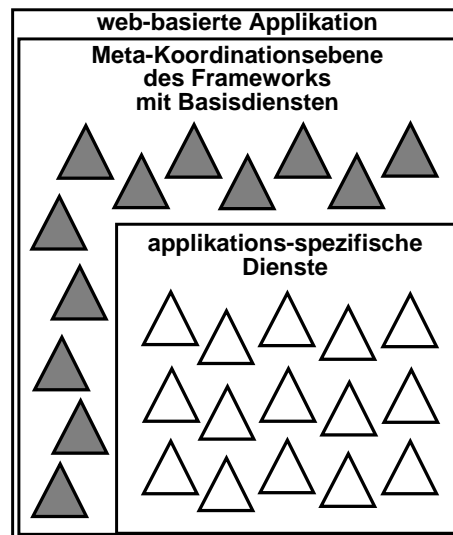 web-basierte Applikation
Meta-Koordinationsebene
des Frameworks
mit Basisdiensten
applikations-spezifische
Dienste